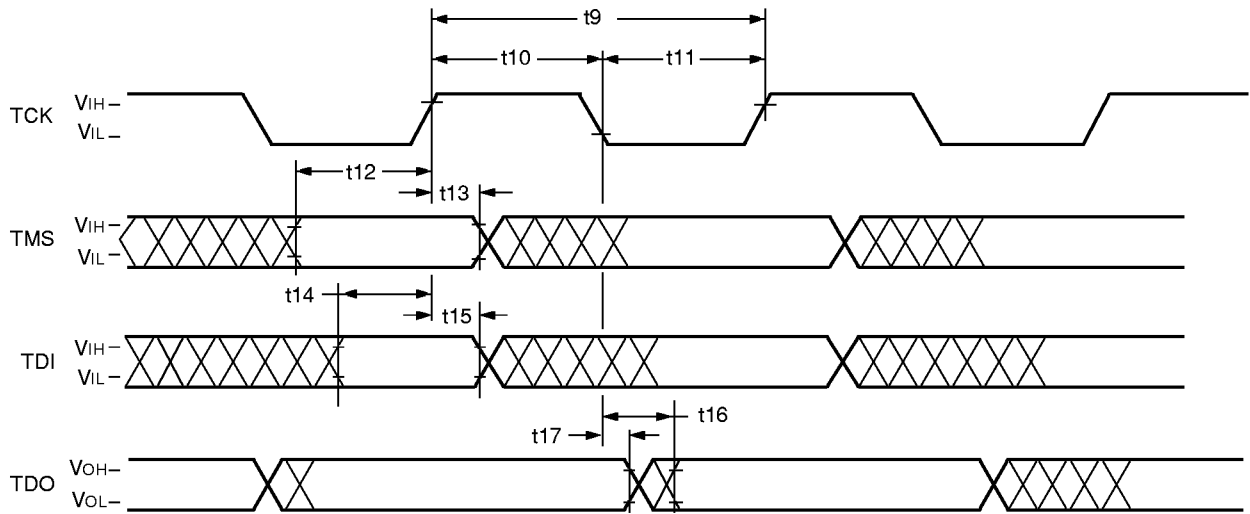 t9
t10
t11
TCK
VIH
VIL
t12
t13
TMS
VIH
VIL
t14
t15
TDI
VIH
VIL
t16
t17
TDO
VOH
VOL